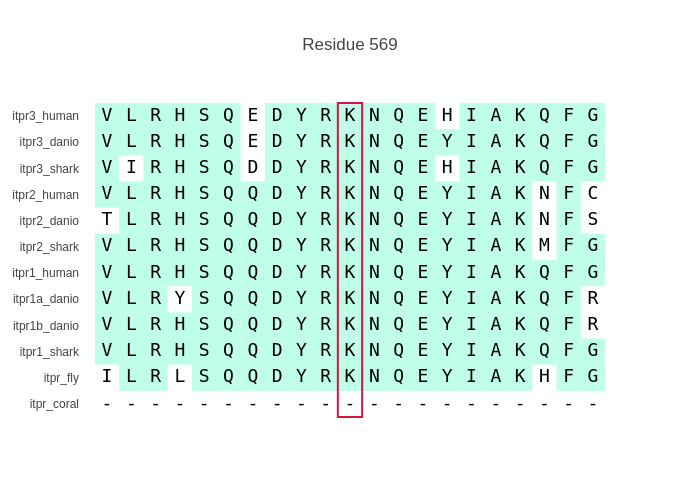 Residue 569
itpr3_human V L R H S Q E D Y R K N Q E H I A K Q F G
itpr3_danio V L R H S Q E D Y R K N Q E Y I A K Q F G
itpr3_shark V I R H S Q D D Y R K N Q E H I A K Q F G
itpr2_human V L R H S Q Q D Y R K N Q E Y I A K N F C
itpr2_danio T L R H S Q Q D Y R K N Q E Y I A K N F S
itpr2_shark V L R H S Q Q D Y R K N Q E Y I A K M F G
itpr1_human V L R H S Q Q D Y R K N Q E Y I A K Q F G
itpr1a_danio V L R Y S Q Q D Y R K N Q E Y I A K Q F R
itpr1b_danio V L R H S Q Q D Y R K N Q E Y I A K Q F R
itpr1_shark V L R H S Q Q D Y R K N Q E Y I A K Q F G
itpr_fly I L R L S Q Q D Y R K N Q E Y I A K H F G
itpr_coral - - - - - - - - - - - - - - - - - - - - -